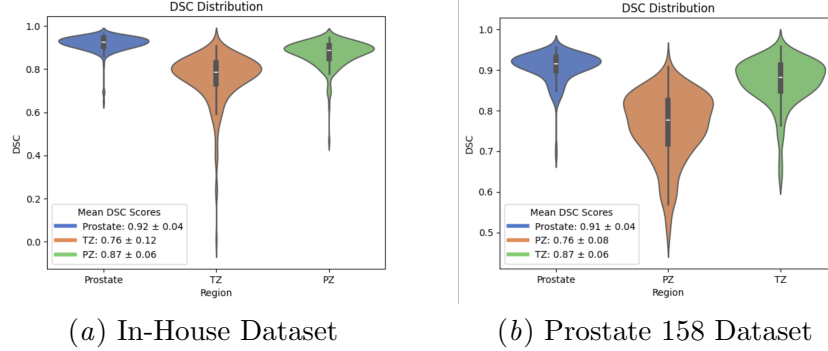 DSC Distribution
1.0
0.8
0.6
0.4
0.2
0.0
DSC
Mean DSC Scores
Prostate: 0.92 ± 0.04
TZ: 0.76 ± 0.12
PZ: 0.87 ± 0.06
Prostate TZ PZ
Region
(a) In-House Dataset
DSC Distribution
1.0
0.9
0.8
0.7
0.6
0.5
DSC
Mean DSC Scores
Prostate: 0.91 ± 0.04
PZ: 0.76 ± 0.08
TZ: 0.87 ± 0.06
Prostate PZ TZ
Region
(b) Prostate 158 Dataset